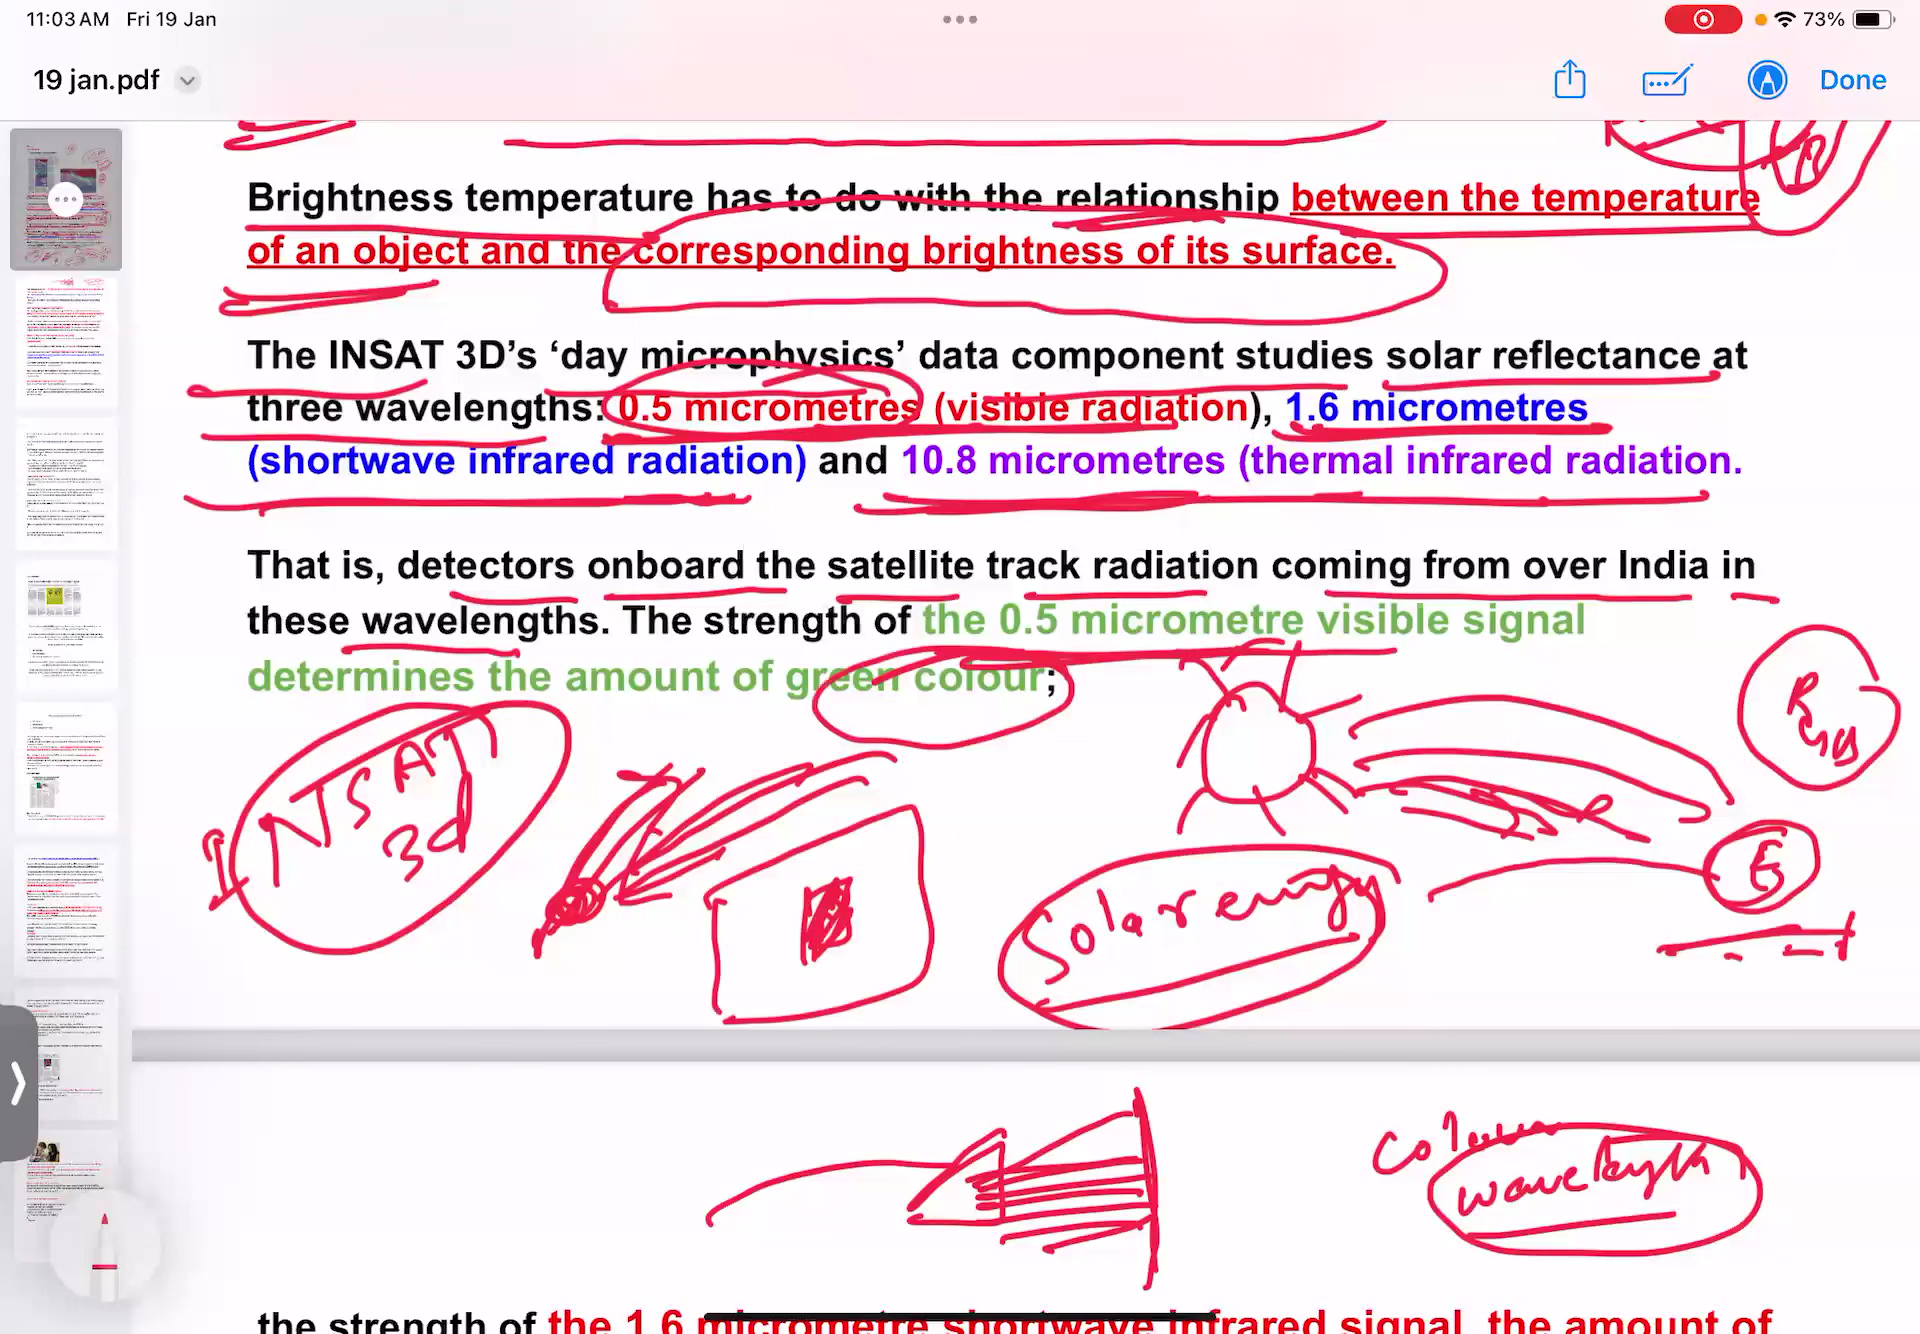 11:03 AM Fri 19 Jan
73%
19 jan.pdf
Done
Brightness temperature has to do with the relationship between the temperature
of an object and the corresponding brightness of its surface.
The INSAT 3D’s ‘day microphysics’ data component studies solar reflectance at
three wavelengths: 0.5 micrometres (visible radiation), 1.6 micrometres
(shortwave infrared radiation) and 10.8 micrometres (thermal infrared radiation.
That is, detectors onboard the satellite track radiation coming from over India in
these wavelengths. The strength of the 0.5 micrometre visible signal
determines the amount of green colour;
INSAT
3d
Solar energy
E
Colour
wavelength
the strength of the 1.6 micrometre shortwave infrared signal, the amount of